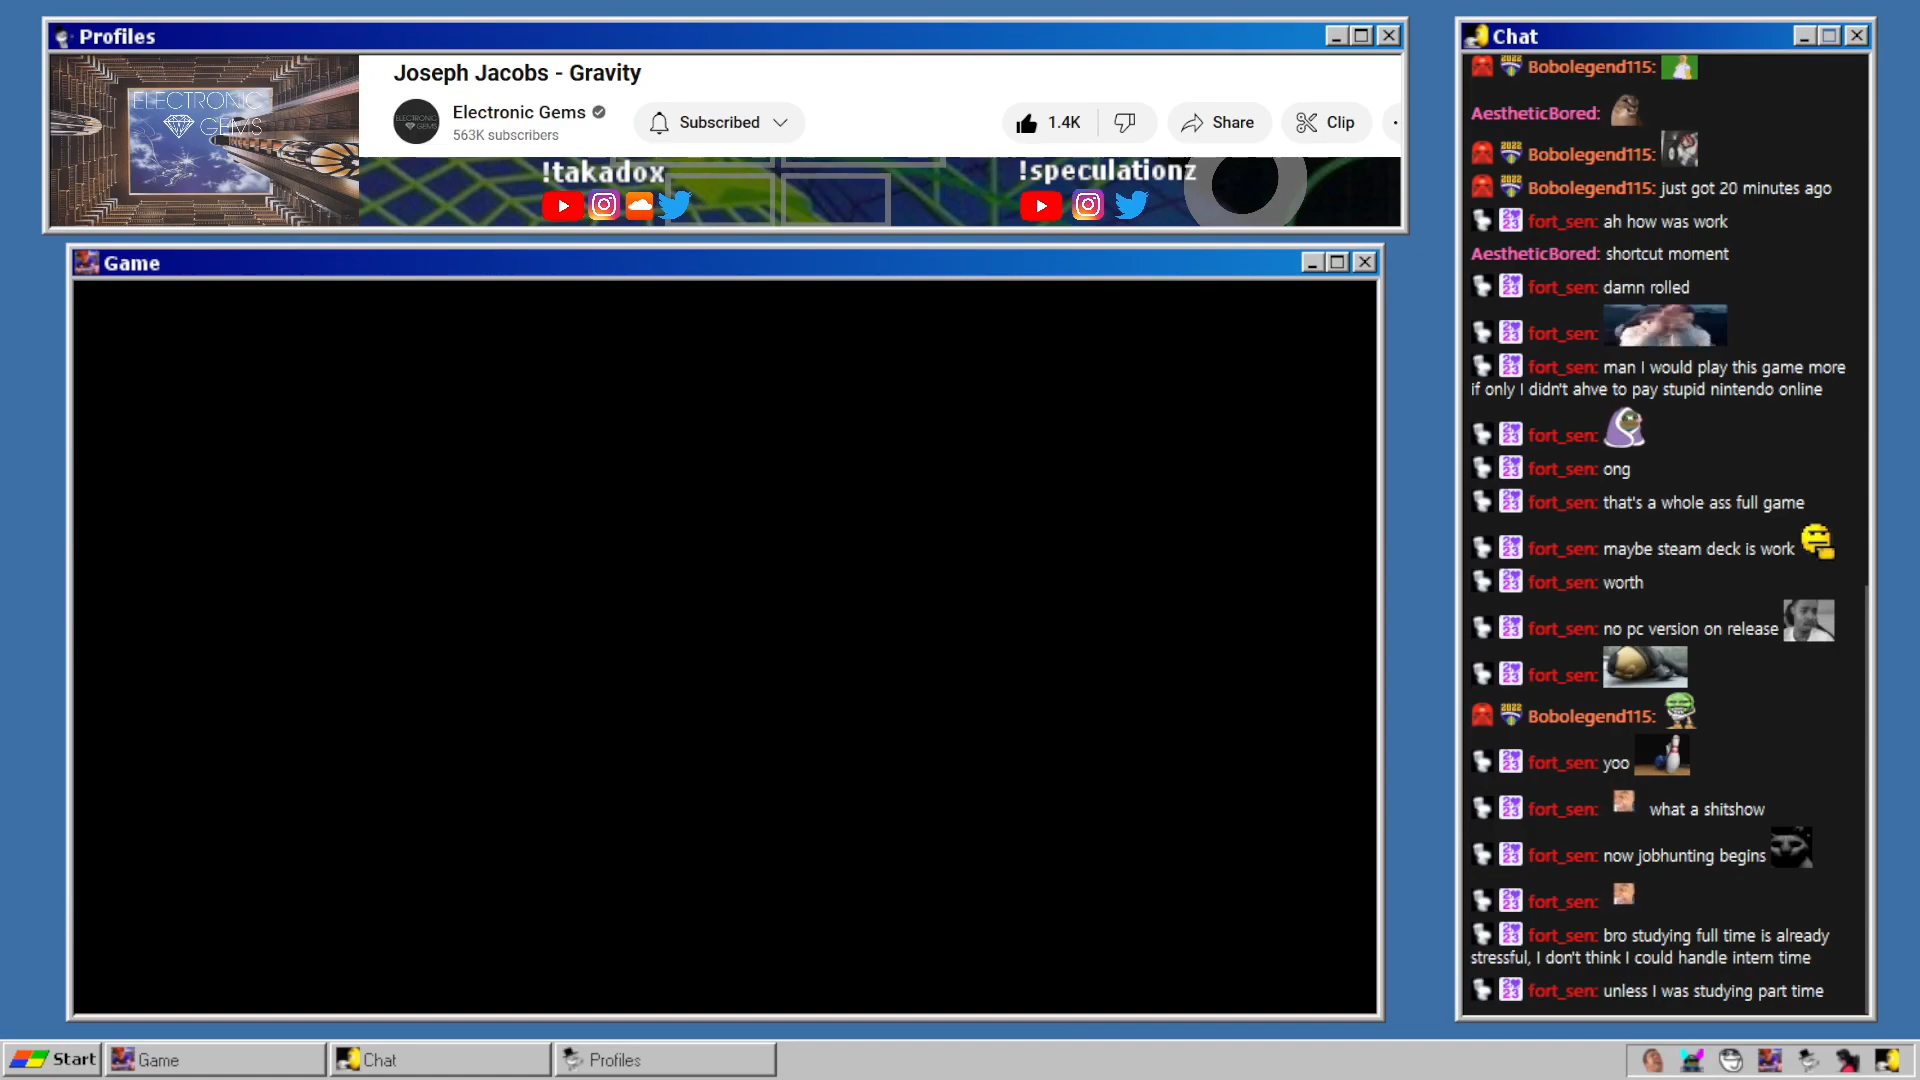 Profiles
ELECTRONIC
GEMS
Joseph Jacobs - Gravity
Electronic Gems
563K subscribers
Subscribed
1.4K
Share
Clip
!takadox
!speculationz
Game
Chat
Bobolegend115:
AestheticBored:
Bobolegend115:
Bobolegend115: just got 20 minutes ago
fort_sen: ah how was work
AestheticBored: shortcut moment
fort_sen: damn rolled
fort_sen:
fort_sen: man I would play this game more
if only I didn't ahve to pay stupid nintendo online
fort_sen:
fort_sen: ong
fort_sen: that's a whole ass full game
fort_sen: maybe steam deck is work
fort_sen: worth
fort_sen: no pc version on release
fort_sen:
Bobolegend115:
fort_sen: yoo
fort_sen: what a shitshow
fort_sen: now jobhunting begins
fort_sen:
fort_sen: bro studying full time is already
stressful, I don't think I could handle intern time
fort_sen: unless I was studying part time
Start
Game
Chat
Profiles